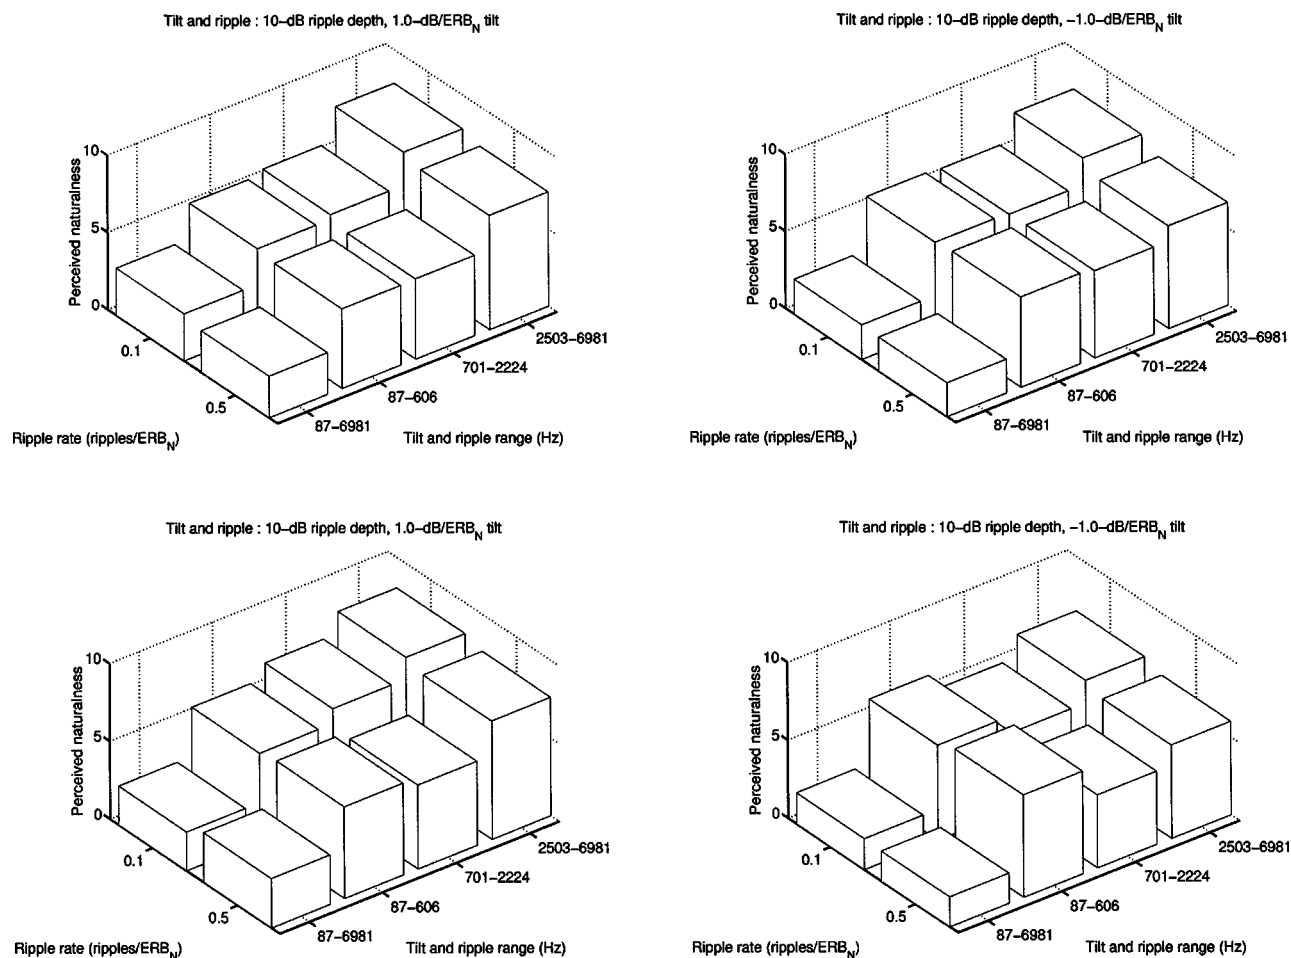 Tilt and ripple : 10–dB ripple depth, 1.0–dB/ERB_N tilt
10
5
0
Perceived naturalness
0.1
0.5
Ripple rate (ripples/ERB_N)
2503–6981
701–2224
87–606
87–6981
Tilt and ripple range (Hz)
Tilt and ripple : 10–dB ripple depth, –1.0–dB/ERB_N tilt
10
5
0
Perceived naturalness
0.1
0.5
Ripple rate (ripples/ERB_N)
2503–6981
701–2224
87–606
87–6981
Tilt and ripple range (Hz)
Tilt and ripple : 10–dB ripple depth, 1.0–dB/ERB_N tilt
10
5
0
Perceived naturalness
0.1
0.5
Ripple rate (ripples/ERB_N)
2503–6981
701–2224
87–606
87–6981
Tilt and ripple range (Hz)
Tilt and ripple : 10–dB ripple depth, –1.0–dB/ERB_N tilt
10
5
0
Perceived naturalness
0.1
0.5
Ripple rate (ripples/ERB_N)
2503–6981
701–2224
87–606
87–6981
Tilt and ripple range (Hz)